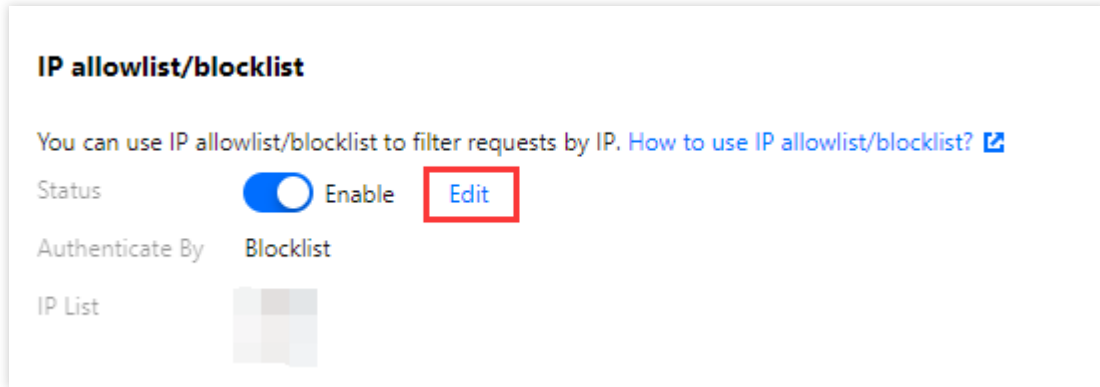 IP allowlist/blocklist
You can use IP allowlist/blocklist to filter requests by IP. How to use IP allowlist/blocklist?
Status Enable Edit
Authenticate By Blocklist
IP List